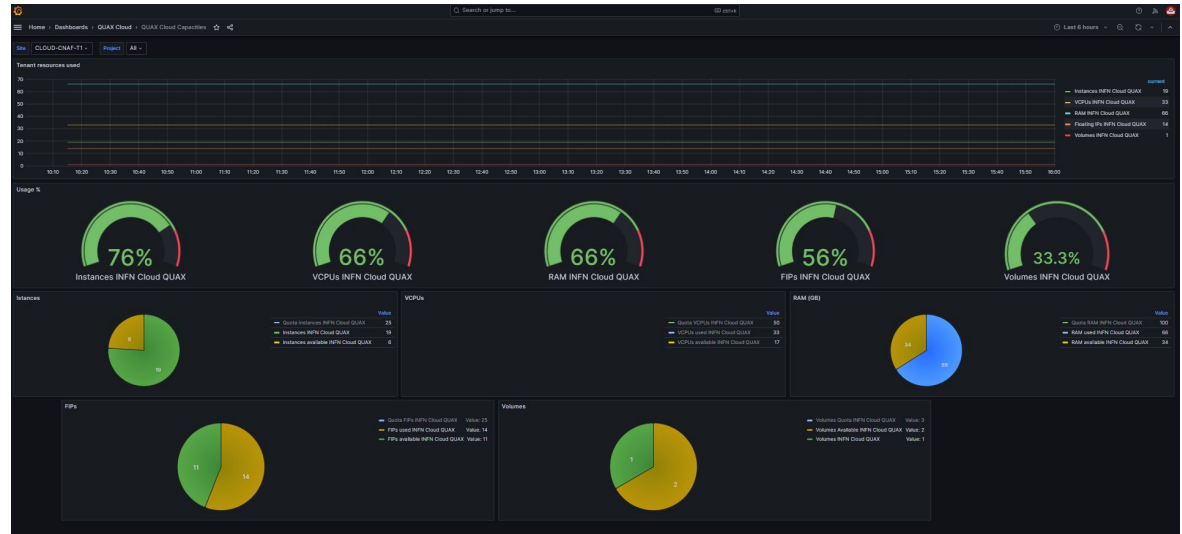 Search or jump to... ctrl+k
Home › Dashboards › QUAX Cloud › QUAX Cloud Capacities Last 6 hours
Site CLOUD-CNAF-T1 Project All
Tenant resources used
70
60
50
40
30
20
10
0
10:10 10:20 10:30 10:40 10:50 11:00 11:10 11:20 11:30 11:40 11:50 12:00 12:10 12:20 12:30 12:40 12:50 13:00 13:10 13:20 13:30 13:40 13:50 14:00 14:10 14:20 14:30 14:40 14:50 15:00 15:10 15:20 15:30 15:40 15:50 16:00
current
Instances INFN Cloud QUAX 19
VCPUs INFN Cloud QUAX 33
RAM INFN Cloud QUAX 66
Floating IPs INFN Cloud QUAX 14
Volumes INFN Cloud QUAX 1
Usage %
76%
Instances INFN Cloud QUAX
66%
VCPUs INFN Cloud QUAX
66%
RAM INFN Cloud QUAX
56%
FIPs INFN Cloud QUAX
33.3%
Volumes INFN Cloud QUAX
Istances
6
19
Value
Quota Instances INFN Cloud QUAX 25
Instances INFN Cloud QUAX 19
Instances available INFN Cloud QUAX 6
VCPUs
Value
Quota VCPUs INFN Cloud QUAX 50
VCPUs used INFN Cloud QUAX 33
VCPUs available INFN Cloud QUAX 17
RAM (GB)
34
66
Value
Quota RAM INFN Cloud QUAX 100
RAM used INFN Cloud QUAX 66
RAM available INFN Cloud QUAX 34
FIPs
11
14
Quota FIPs INFN Cloud QUAX Value: 25
FIPs used INFN Cloud QUAX Value: 14
FIPs available INFN Cloud QUAX Value: 11
Volumes
1
2
Volumes Quota INFN Cloud QUAX Value: 3
Volumes Available INFN Cloud QUAX Value: 2
Volumes INFN Cloud QUAX Value: 1